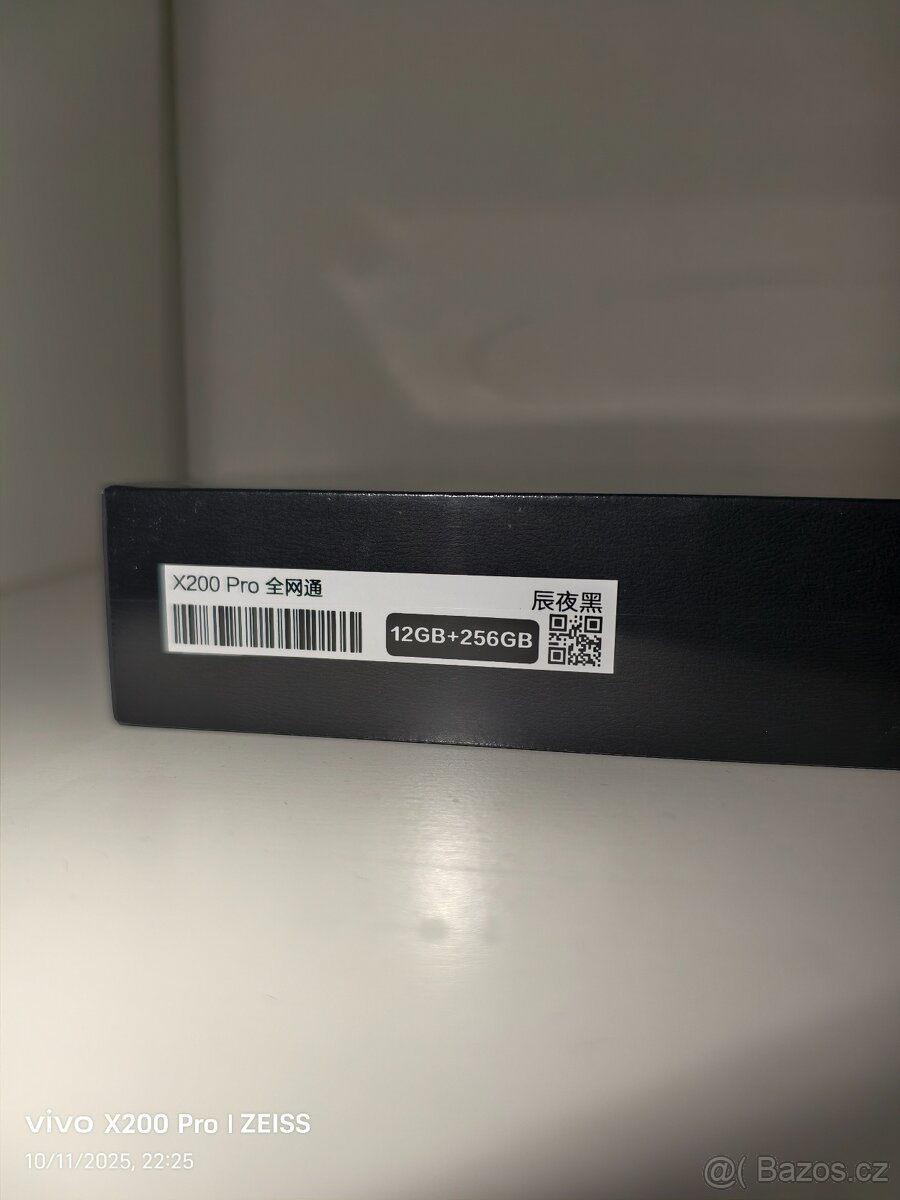 X200 Pro 全网通
辰夜黑
12GB+256GB
vivo X200 Pro | ZEISS
10/11/2025, 22:25
@( Bazos.cz